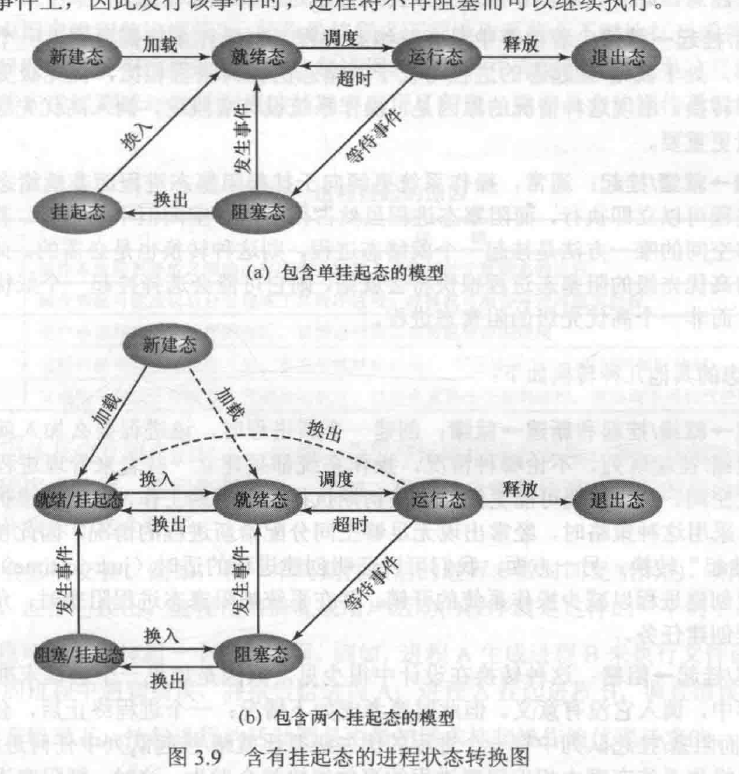 事件上，因此发行该事件时，进程将不再阻塞而可以继续执行
新建态 加载 就绪态 调度 运行态 释放 退出态
超时
换入
发生事件
等待事件
挂起态 换出 阻塞态
(a) 包含单挂起态的模型
新建态
加载
加载
换出
就绪/挂起态 换入 就绪态 调度 运行态 释放 退出态
换出 超时
发生事件
发生事件
等待事件
阻塞/挂起态 换入 阻塞态
换出
(b) 包含两个挂起态的模型
图 3.9 含有挂起态的进程状态转换图